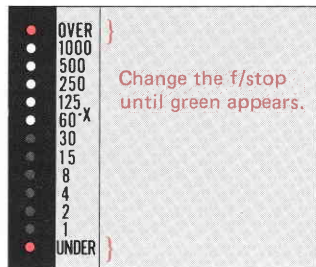 OVER }
1000
500
250
125
60-X
30
15
8
4
2
1
UNDER }
Change the f/stop
until green appears.